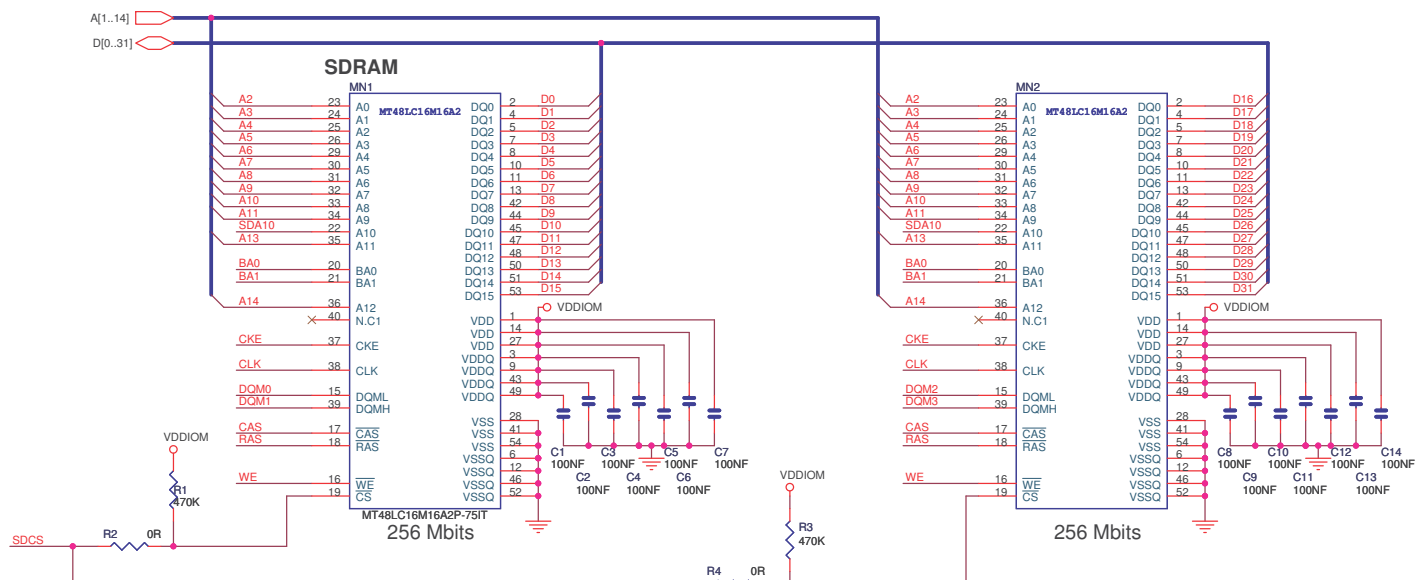 A[1..14]
D[0..31]
SDRAM
MN1
MT48LC16M16A2
A2 23 A0 DQ0 2 D0
A3 24 A1 DQ1 4 D1
A4 25 A2 DQ2 5 D2
A5 26 A3 DQ3 7 D3
A6 29 A4 DQ4 8 D4
A7 30 A5 DQ5 10 D5
A8 31 A6 DQ6 11 D6
A9 32 A7 DQ7 13 D7
A10 33 A8 DQ8 42 D8
A11 34 A9 DQ9 44 D9
SDA10 22 A10 DQ10 45 D10
A13 35 A11 DQ11 47 D11
DQ12 48 D12
BA0 20 BA0 DQ13 50 D13
BA1 21 BA1 DQ14 51 D14
DQ15 53 D15
A14 36 A12 VDDIOM
40 N.C1 VDD 1
VDD 14
CKE 37 CKE VDD 27
VDDQ 3
CLK 38 CLK VDDQ 9
VDDQ 43
DQM0 15 DQML VDDQ 49
DQM1 39 DQMH
VSS 28
CAS 17 CAS VSS 41
RAS 18 RAS VSS 54
VSSQ 6
VSSQ 12
WE 16 WE VSSQ 46
19 CS VSSQ 52
C1 C3 C5 C7
100NF 100NF 100NF 100NF
C2 C4 C6
100NF 100NF 100NF
MT48LC16M16A2P-75IT
256 Mbits
VDDIOM
R1
470K
R2 0R
SDCS
MN2
MT48LC16M16A2
A2 23 A0 DQ0 2 D16
A3 24 A1 DQ1 4 D17
A4 25 A2 DQ2 5 D18
A5 26 A3 DQ3 7 D19
A6 29 A4 DQ4 8 D20
A7 30 A5 DQ5 10 D21
A8 31 A6 DQ6 11 D22
A9 32 A7 DQ7 13 D23
A10 33 A8 DQ8 42 D24
A11 34 A9 DQ9 44 D25
SDA10 22 A10 DQ10 45 D26
A13 35 A11 DQ11 47 D27
DQ12 48 D28
BA0 20 BA0 DQ13 50 D29
BA1 21 BA1 DQ14 51 D30
DQ15 53 D31
A14 36 A12 VDDIOM
40 N.C1 VDD 1
VDD 14
CKE 37 CKE VDD 27
VDDQ 3
CLK 38 CLK VDDQ 9
VDDQ 43
DQM2 15 DQML VDDQ 49
DQM3 39 DQMH
VSS 28
CAS 17 CAS VSS 41
RAS 18 RAS VSS 54
VSSQ 6
VSSQ 12
WE 16 WE VSSQ 46
19 CS VSSQ 52
C8 C10 C12 C14
100NF 100NF 100NF 100NF
C9 C11 C13
100NF 100NF 100NF
256 Mbits
VDDIOM
R3
470K
R4 0R